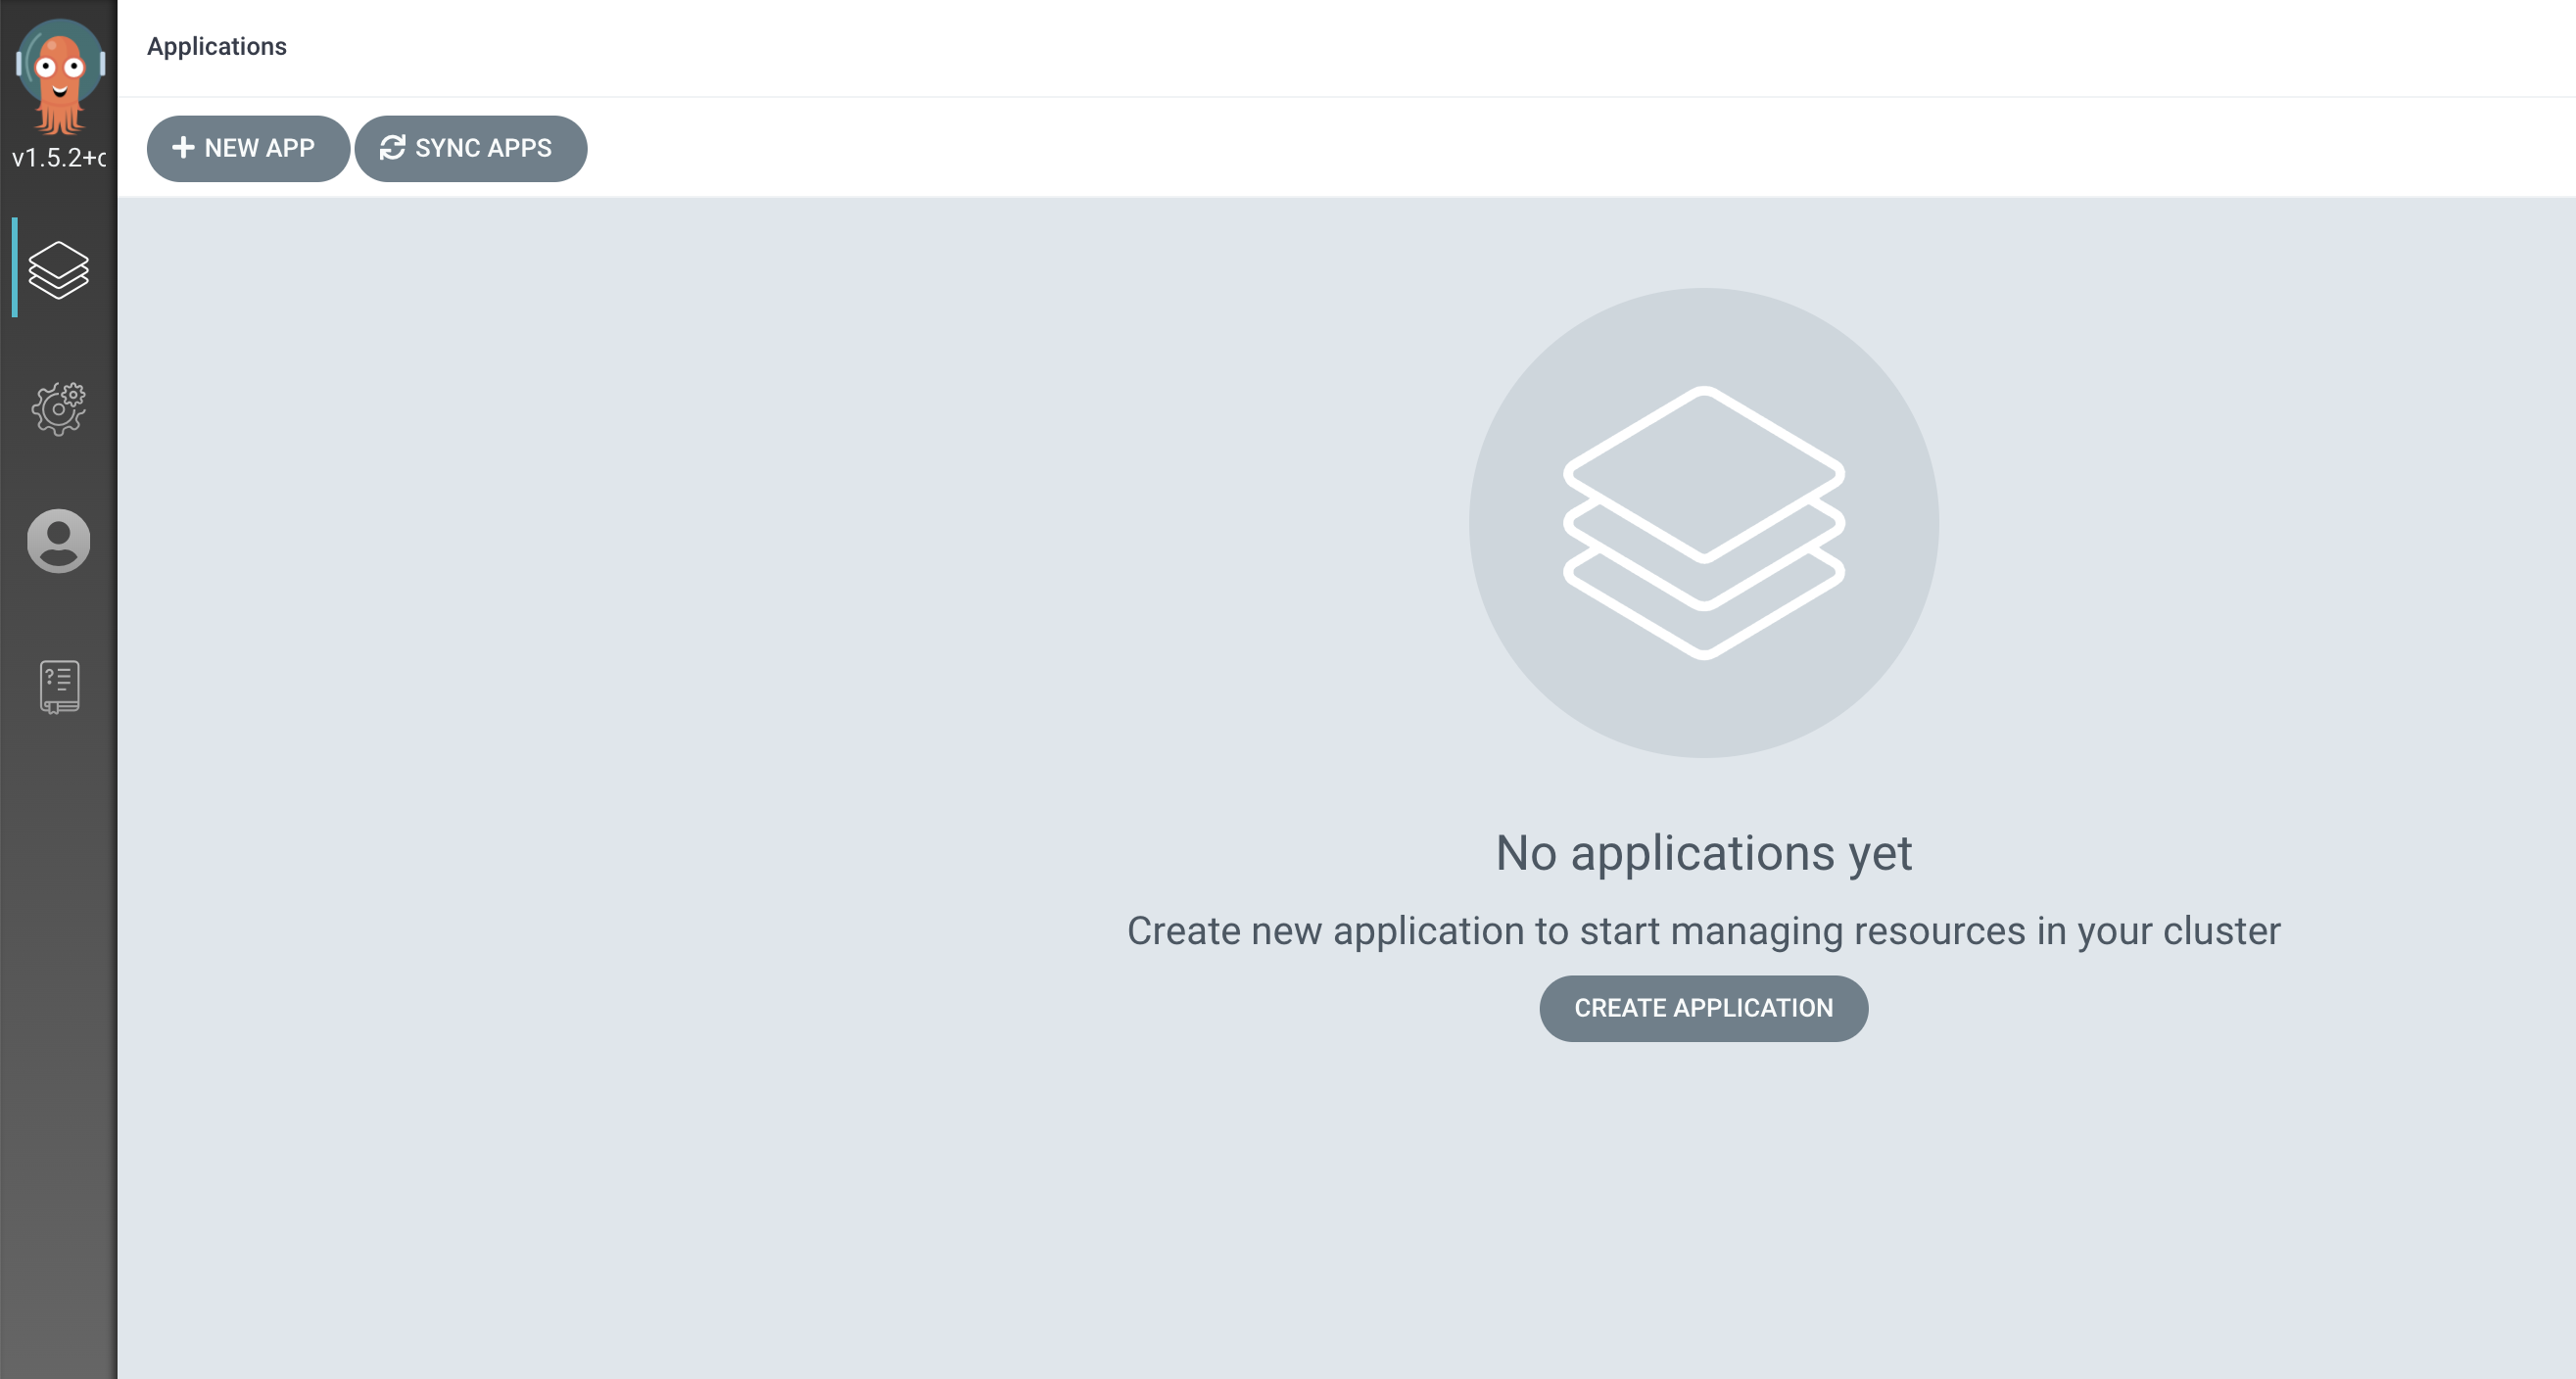 Applications
NEW APP
SYNC APPS
v1.5.2+
No applications yet
Create new application to start managing resources in your cluster
CREATE APPLICATION